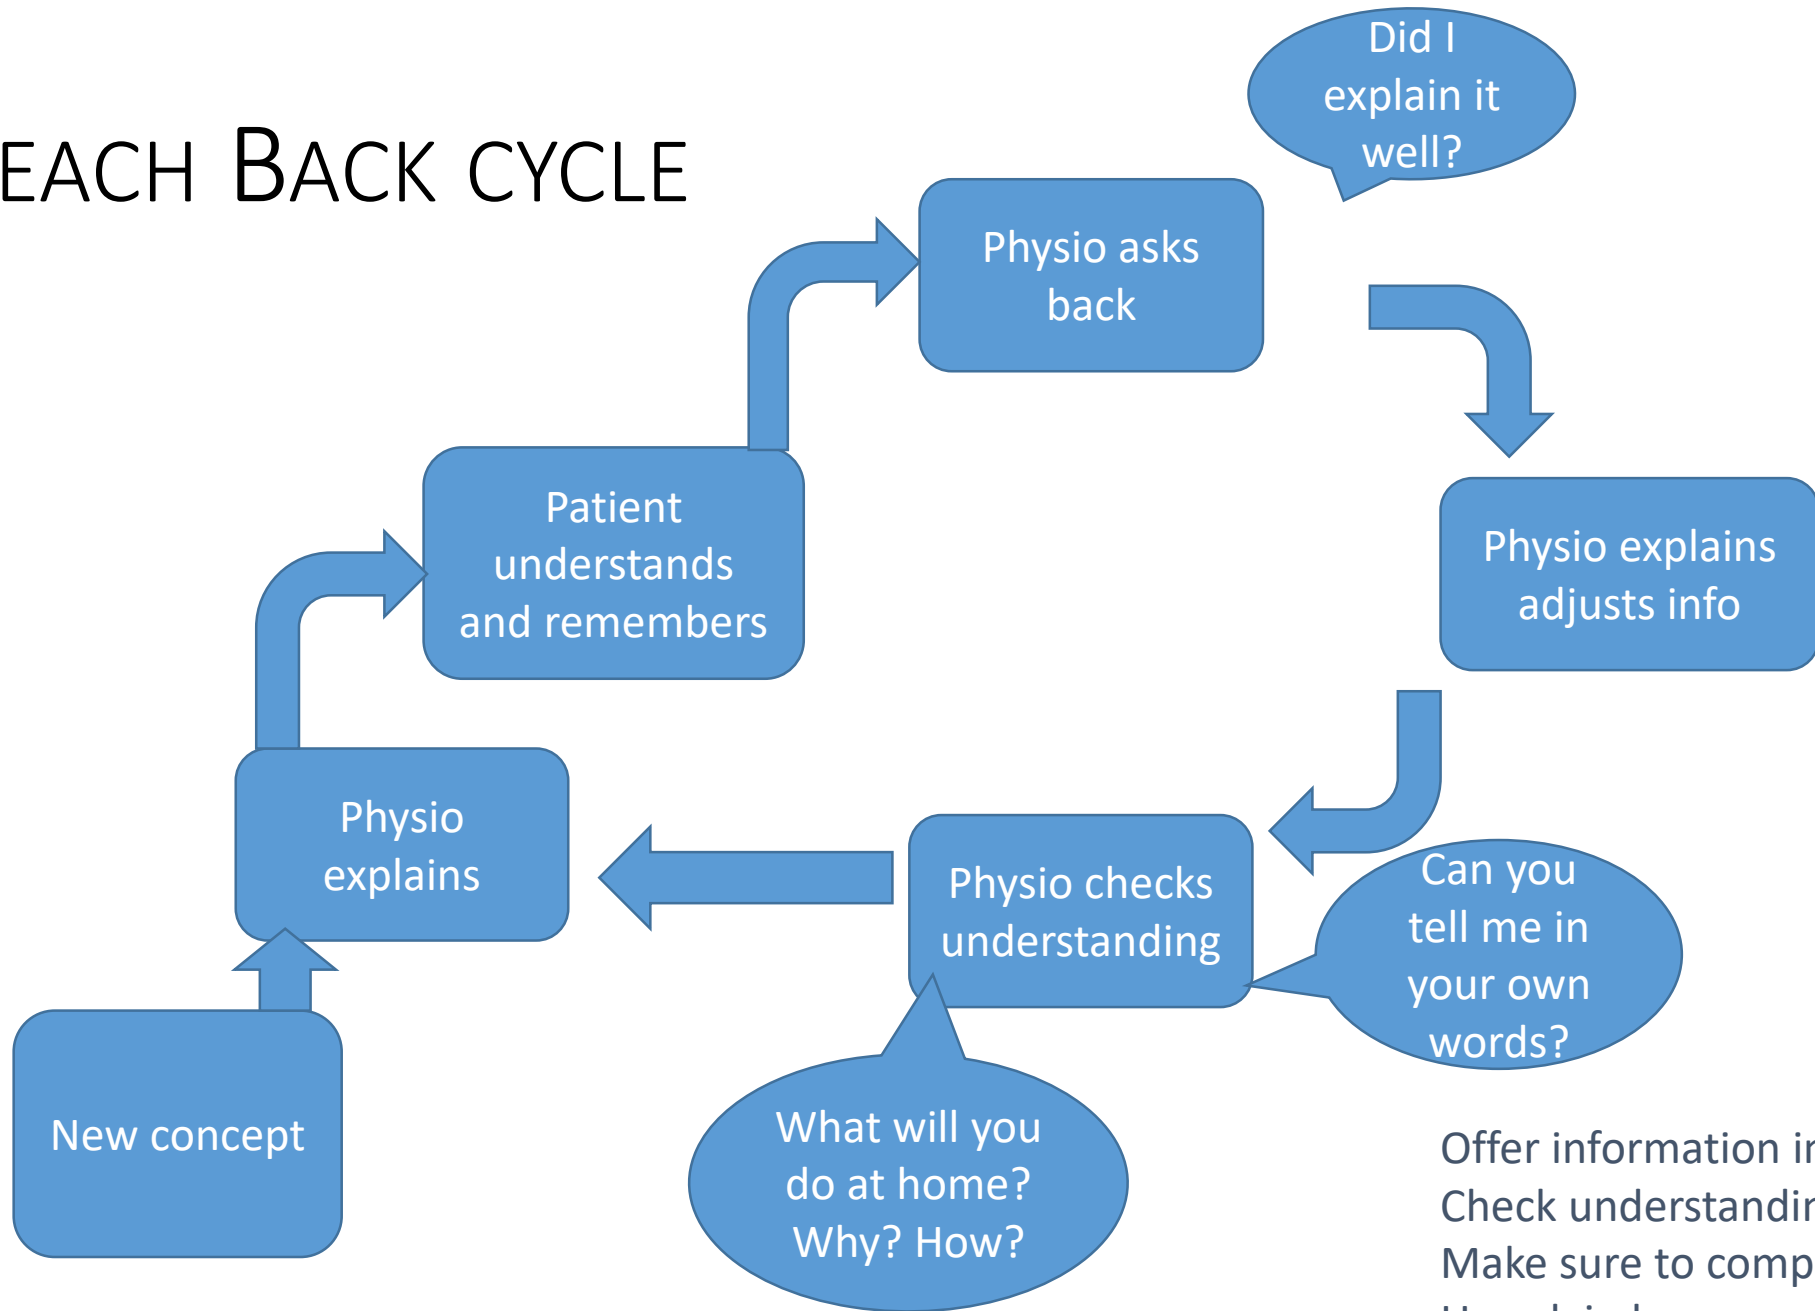 EACH BACK CYCLE
Did I
explain it
well?
Physio asks
back
Patient
understands
and remembers
Physio explains
adjusts info
Physio
explains
Physio checks
understanding
Can you
tell me in
your own
words?
New concept
What will you
do at home?
Why? How?
Offer information
Check
Make sure to